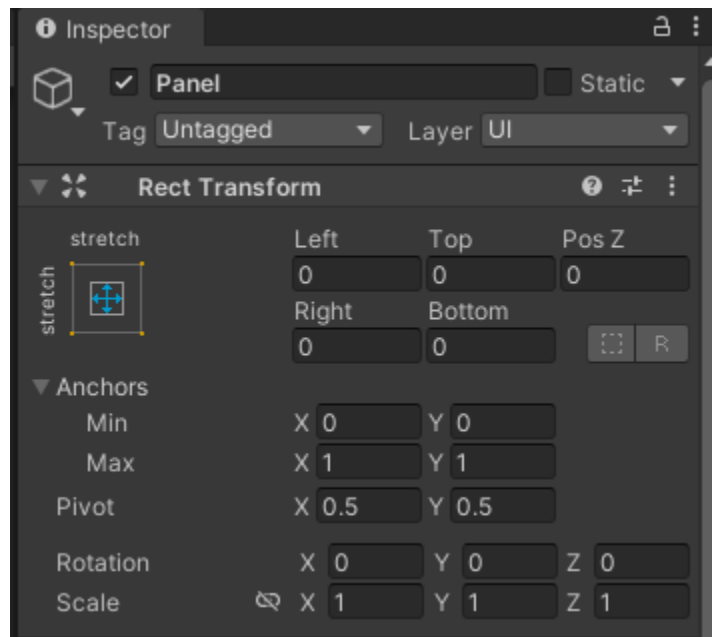 Inspector
Panel
Static
Tag Untagged
Layer UI
Rect Transform
stretch
stretch
Left Top Pos Z
0 0 0
Right Bottom
0 0
R
Anchors
Min X 0 Y 0
Max X 1 Y 1
Pivot X 0.5 Y 0.5
Rotation X 0 Y 0 Z 0
Scale X 1 Y 1 Z 1